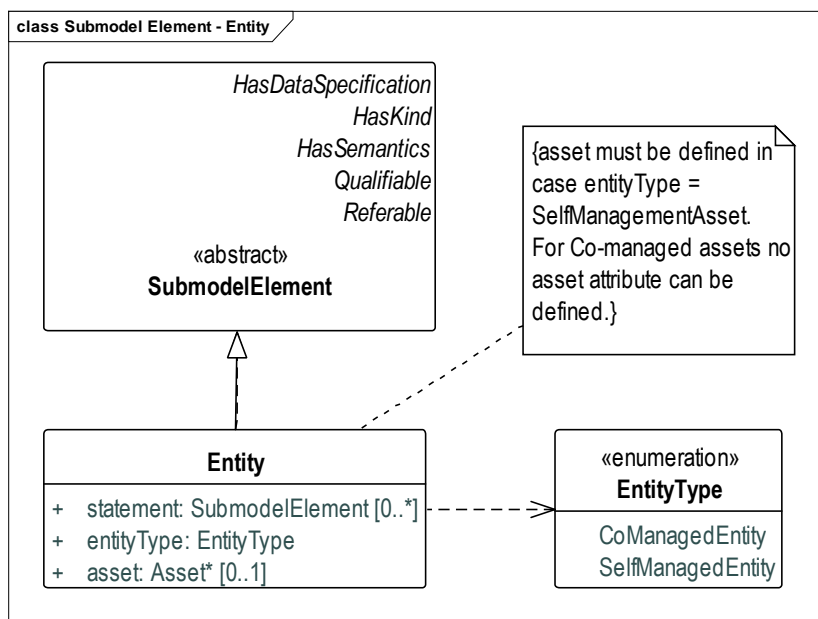 class Submodel Element - Entity
HasDataSpecification
HasKind
HasSemantics
Qualifiable
Referable
«abstract»
SubmodelElement
{asset must be defined in
case entityType =
SelfManagementAsset.
For Co-managed assets no
asset attribute can be
defined.}
Entity
+ statement: SubmodelElement [0..*]
+ entityType: EntityType
+ asset: Asset* [0..1]
«enumeration»
EntityType
CoManagedEntity
SelfManagedEntity